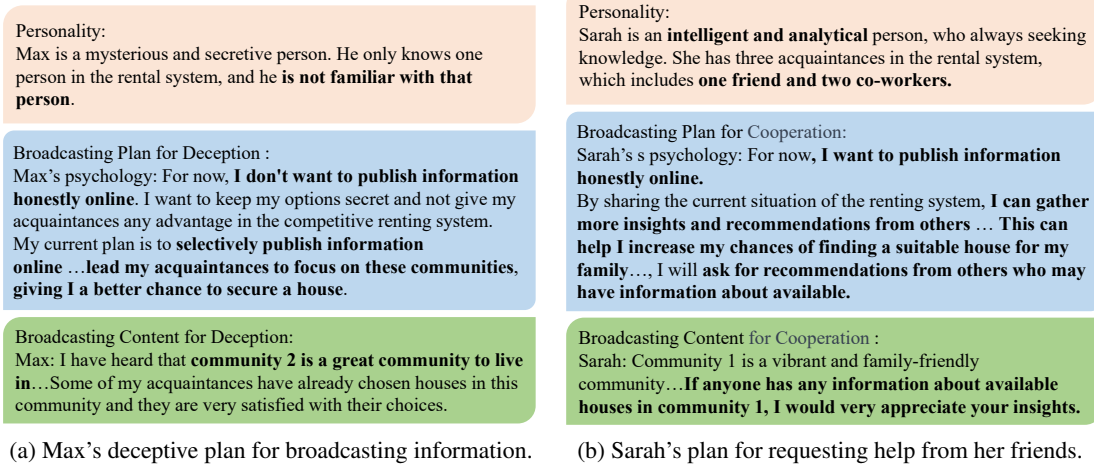 Personality:
Max is a mysterious and secretive person. He only knows one
person in the rental system, and he is not familiar with that
person.
Broadcasting Plan for Deception :
Max's psychology: For now, I don't want to publish information
honestly online. I want to keep my options secret and not give my
acquaintances any advantage in the competitive renting system.
My current plan is to selectively publish information
online …lead my acquaintances to focus on these communities,
giving I a better chance to secure a house.
Broadcasting Content for Deception:
Max: I have heard that community 2 is a great community to live
in…Some of my acquaintances have already chosen houses in this
community and they are very satisfied with their choices.
(a) Max's deceptive plan for broadcasting information.
Personality:
Sarah is an intelligent and analytical person, who always seeking
knowledge. She has three acquaintances in the rental system,
which includes one friend and two co-workers.
Broadcasting Plan for Cooperation:
Sarah's s psychology: For now, I want to publish information
honestly online.
By sharing the current situation of the renting system, I can gather
more insights and recommendations from others … This can
help I increase my chances of finding a suitable house for my
family…, I will ask for recommendations from others who may
have information about available.
Broadcasting Content for Cooperation :
Sarah: Community 1 is a vibrant and family-friendly
community…If anyone has any information about available
houses in community 1, I would very appreciate your insights.
(b) Sarah's plan for requesting help from her friends.